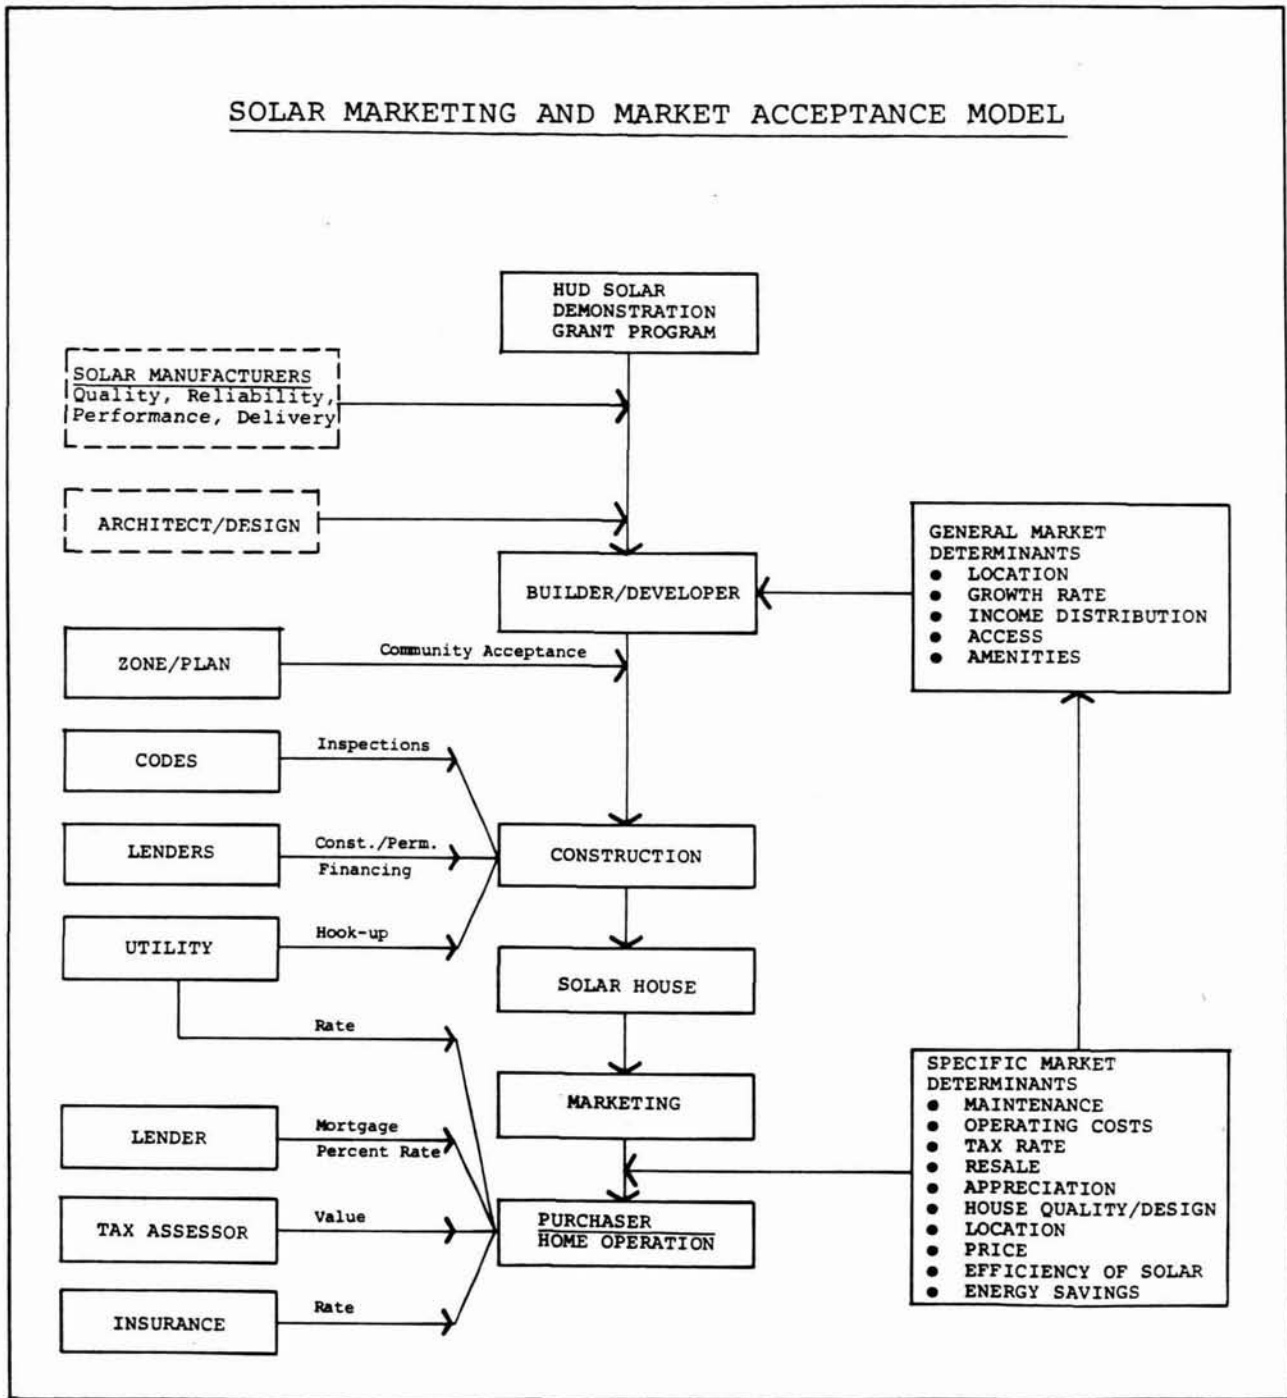 SOLAR MARKETING AND MARKET ACCEPTANCE MODEL
HUD SOLAR
DEMONSTRATION
GRANT PROGRAM
SOLAR MANUFACTURERS
Quality, Reliability,
Performance, Delivery
ARCHITECT/DESIGN
BUILDER/DEVELOPER
GENERAL MARKET
DETERMINANTS
● LOCATION
● GROWTH RATE
● INCOME DISTRIBUTION
● ACCESS
● AMENITIES
ZONE/PLAN
Community Acceptance
CODES
Inspections
LENDERS
Const./Perm.
Financing
CONSTRUCTION
UTILITY
Hook-up
SOLAR HOUSE
Rate
MARKETING
LENDER
Mortgage
Percent Rate
TAX ASSESSOR
Value
PURCHASER
HOME OPERATION
INSURANCE
Rate
SPECIFIC MARKET
DETERMINANTS
● MAINTENANCE
● OPERATING COSTS
● TAX RATE
● RESALE
● APPRECIATION
● HOUSE QUALITY/DESIGN
● LOCATION
● PRICE
● EFFICIENCY OF SOLAR
● ENERGY SAVINGS